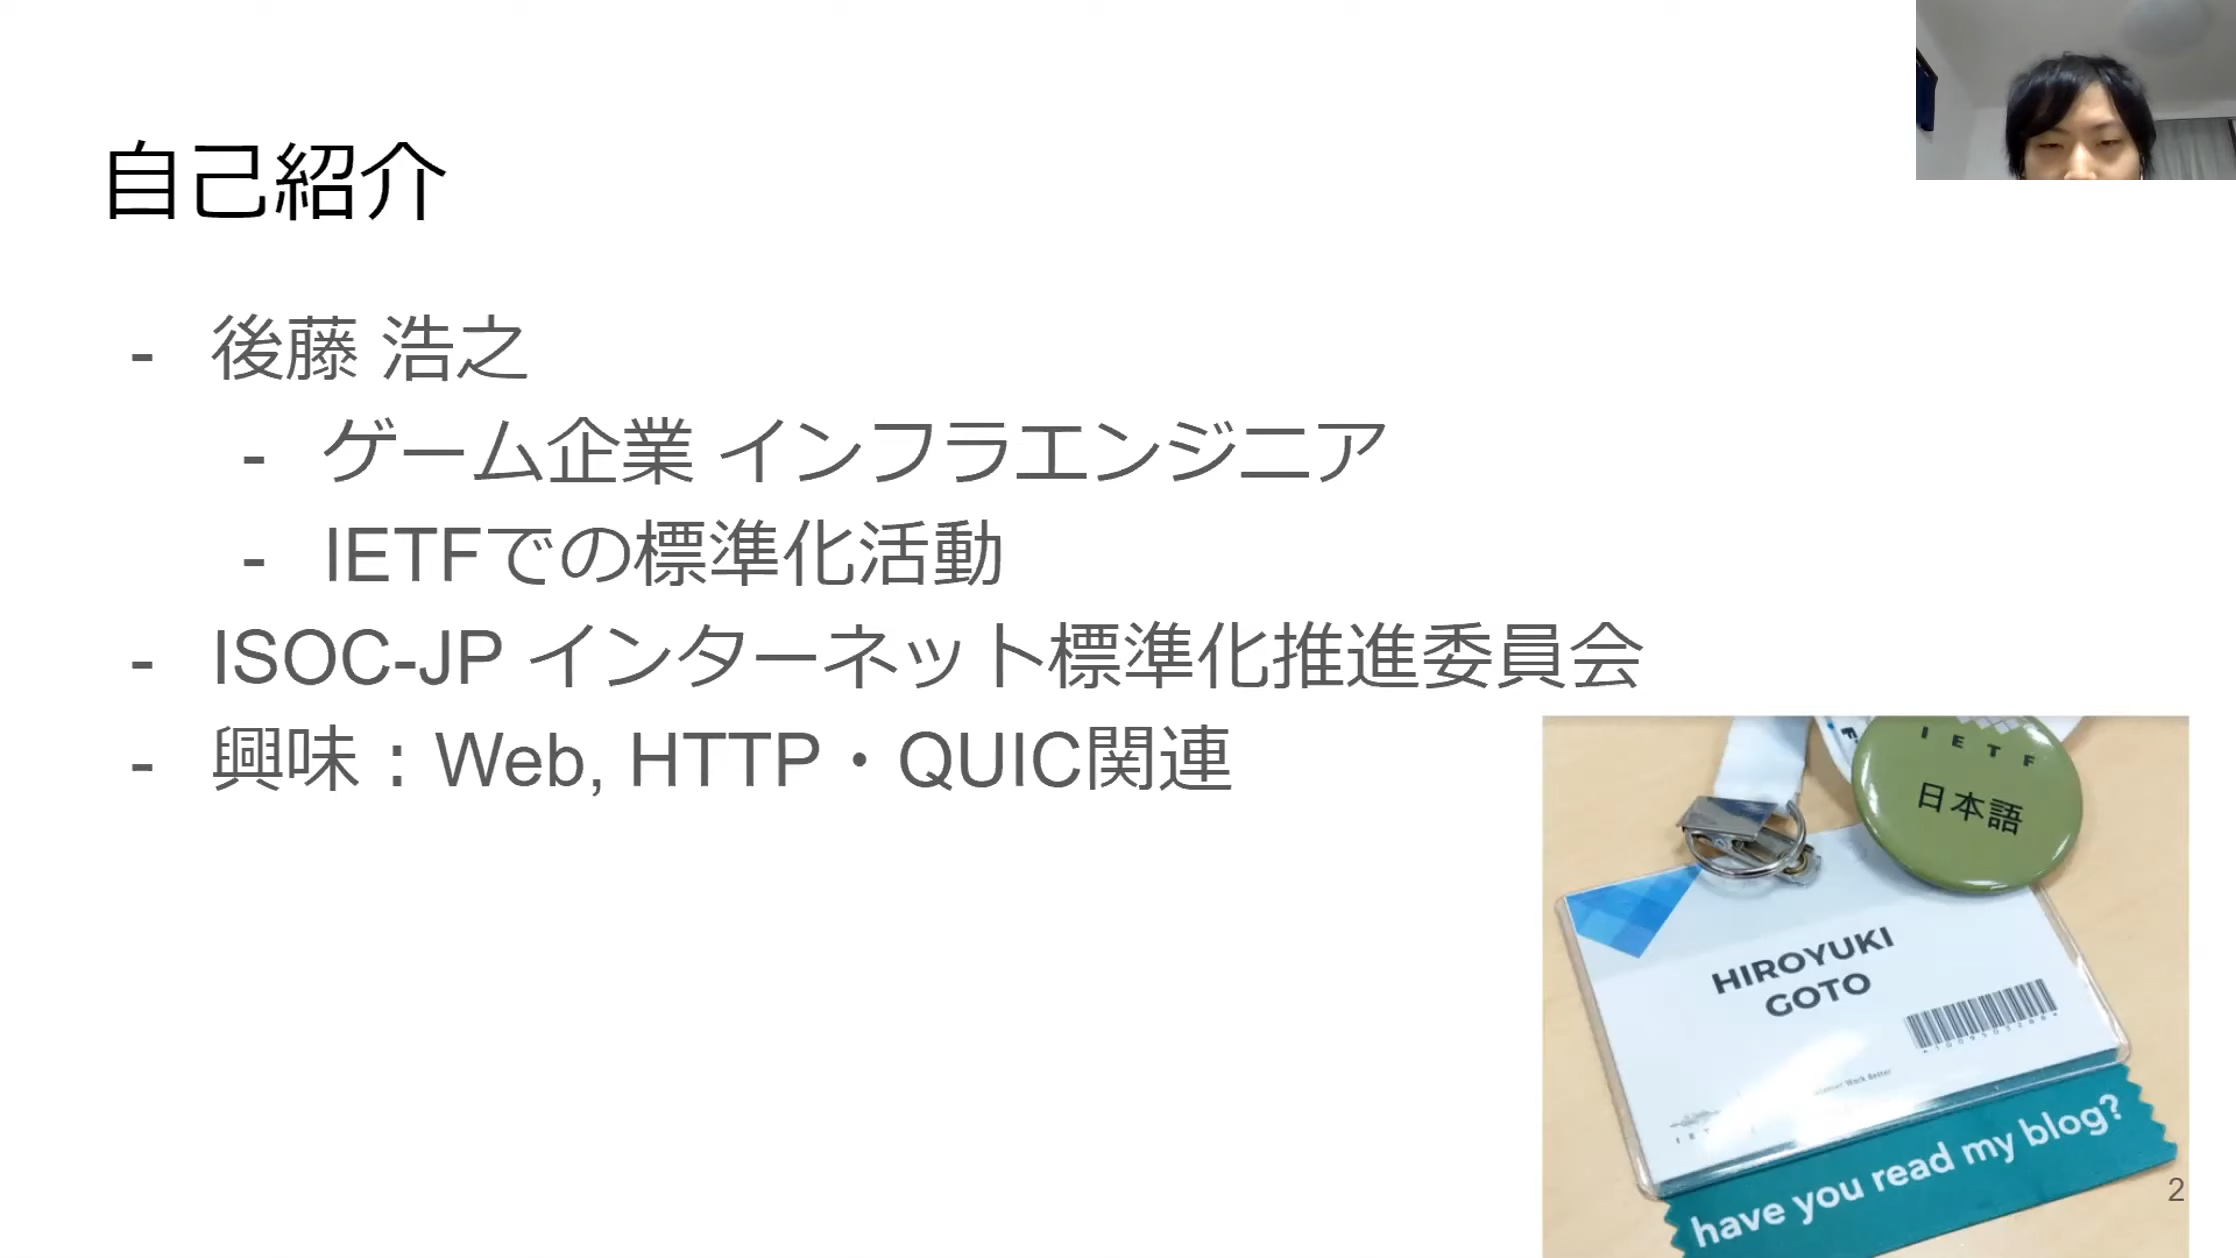 自己紹介
- 後藤 浩之
- ゲーム企業 インフラエンジニア
- IETFでの標準化活動
- ISOC-JP インターネット標準化推進委員会
- 興味：Web, HTTP・QUIC関連
IETF
日本語
HIROYUKI
GOTO
IET
have you read my blog?
2